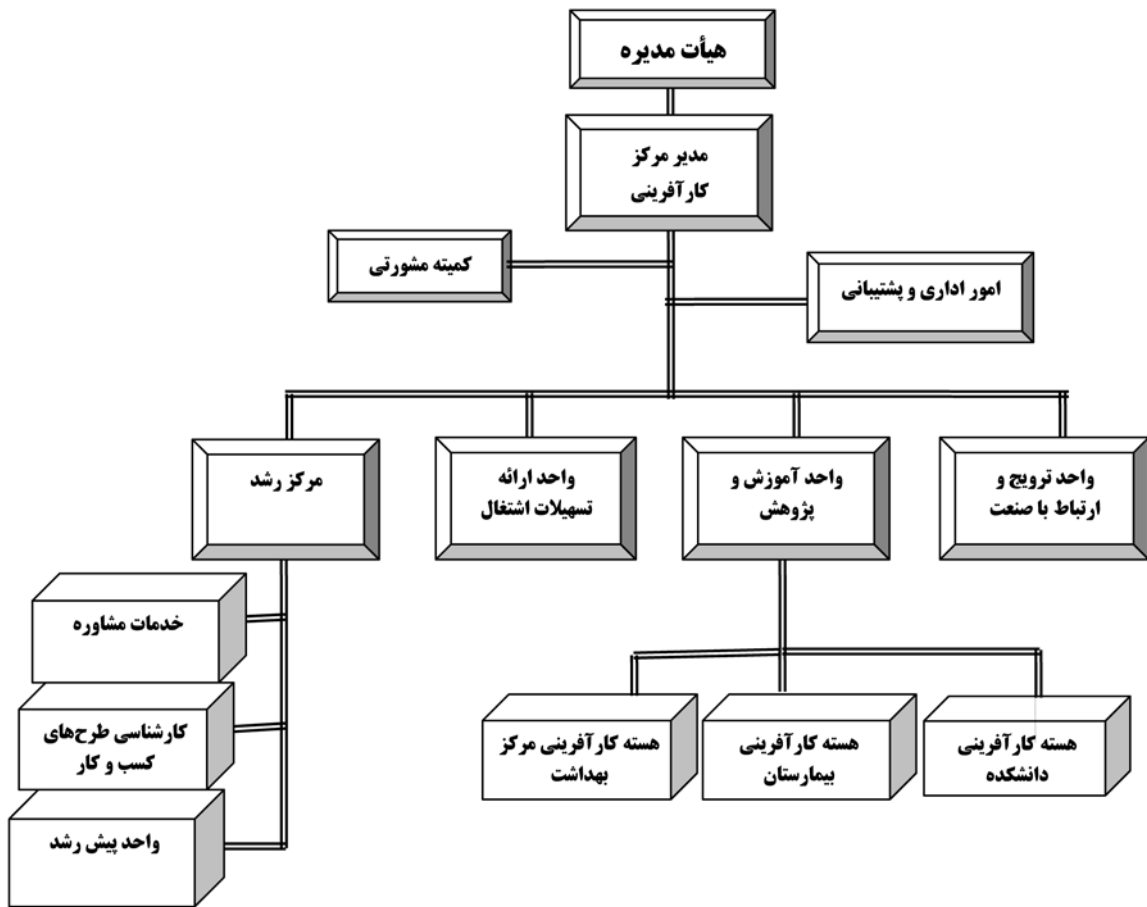 هیأت مدیره
مدیر مرکز
کارآفرینی
کمیته مشورتی
امور اداری و پشتیبانی
واحد ترویج و
ارتباط با صنعت
واحد آموزش و
پژوهش
واحد ارائه
تسهیلات اشتغال
مرکز رشد
خدمات مشاوره
کارشناسی طرح‌های
کسب و کار
واحد پیش رشد
هسته کارآفرینی
دانشکده
هسته کارآفرینی
بیمارستان
هسته کارآفرینی مرکز
بهداشت